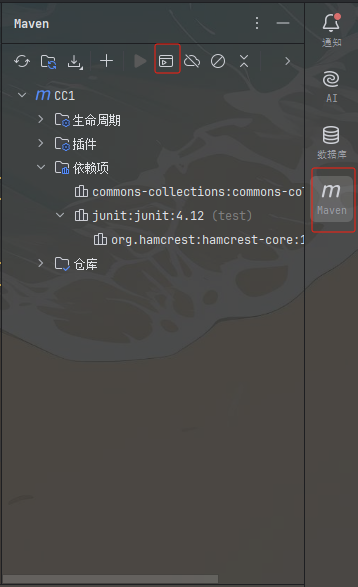 Maven
通知
CC1
AI
生命周期
插件
数据库
依赖项
commons-collections:commons-col
m
Maven
junit:junit:4.12 (test)
org.hamcrest:hamcrest-core:1
仓库